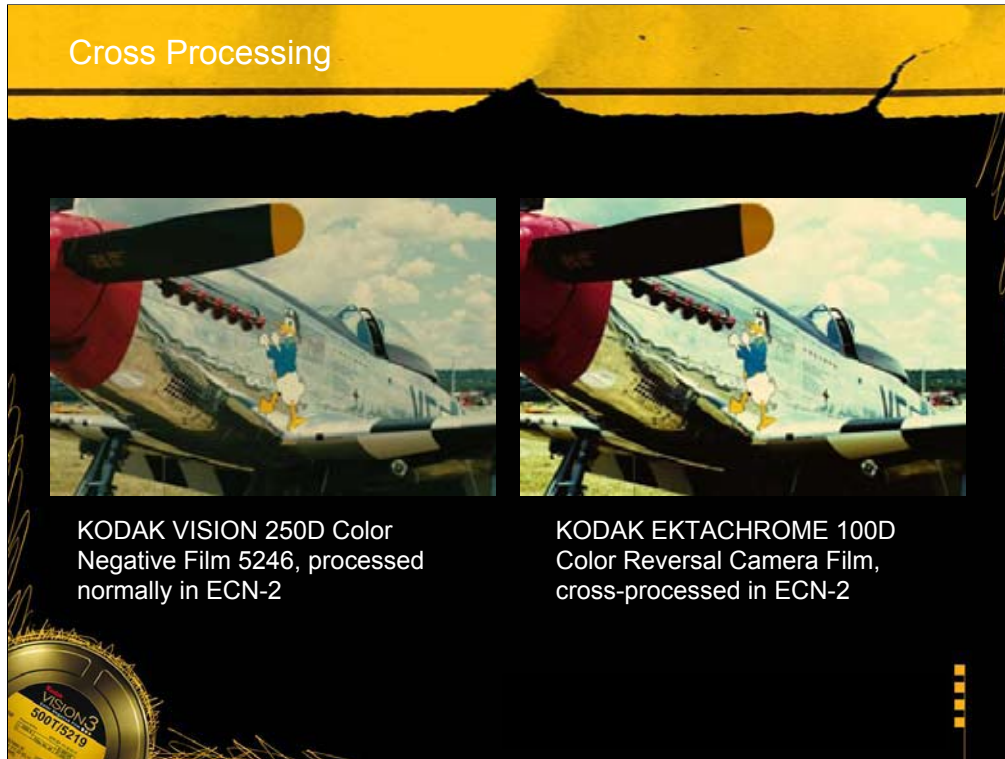 Cross Processing
KODAK VISION 250D Color
Negative Film 5246, processed
normally in ECN-2
KODAK EKTACHROME 100D
Color Reversal Camera Film,
cross-processed in ECN-2
Kodak
VISION3
500T/5219